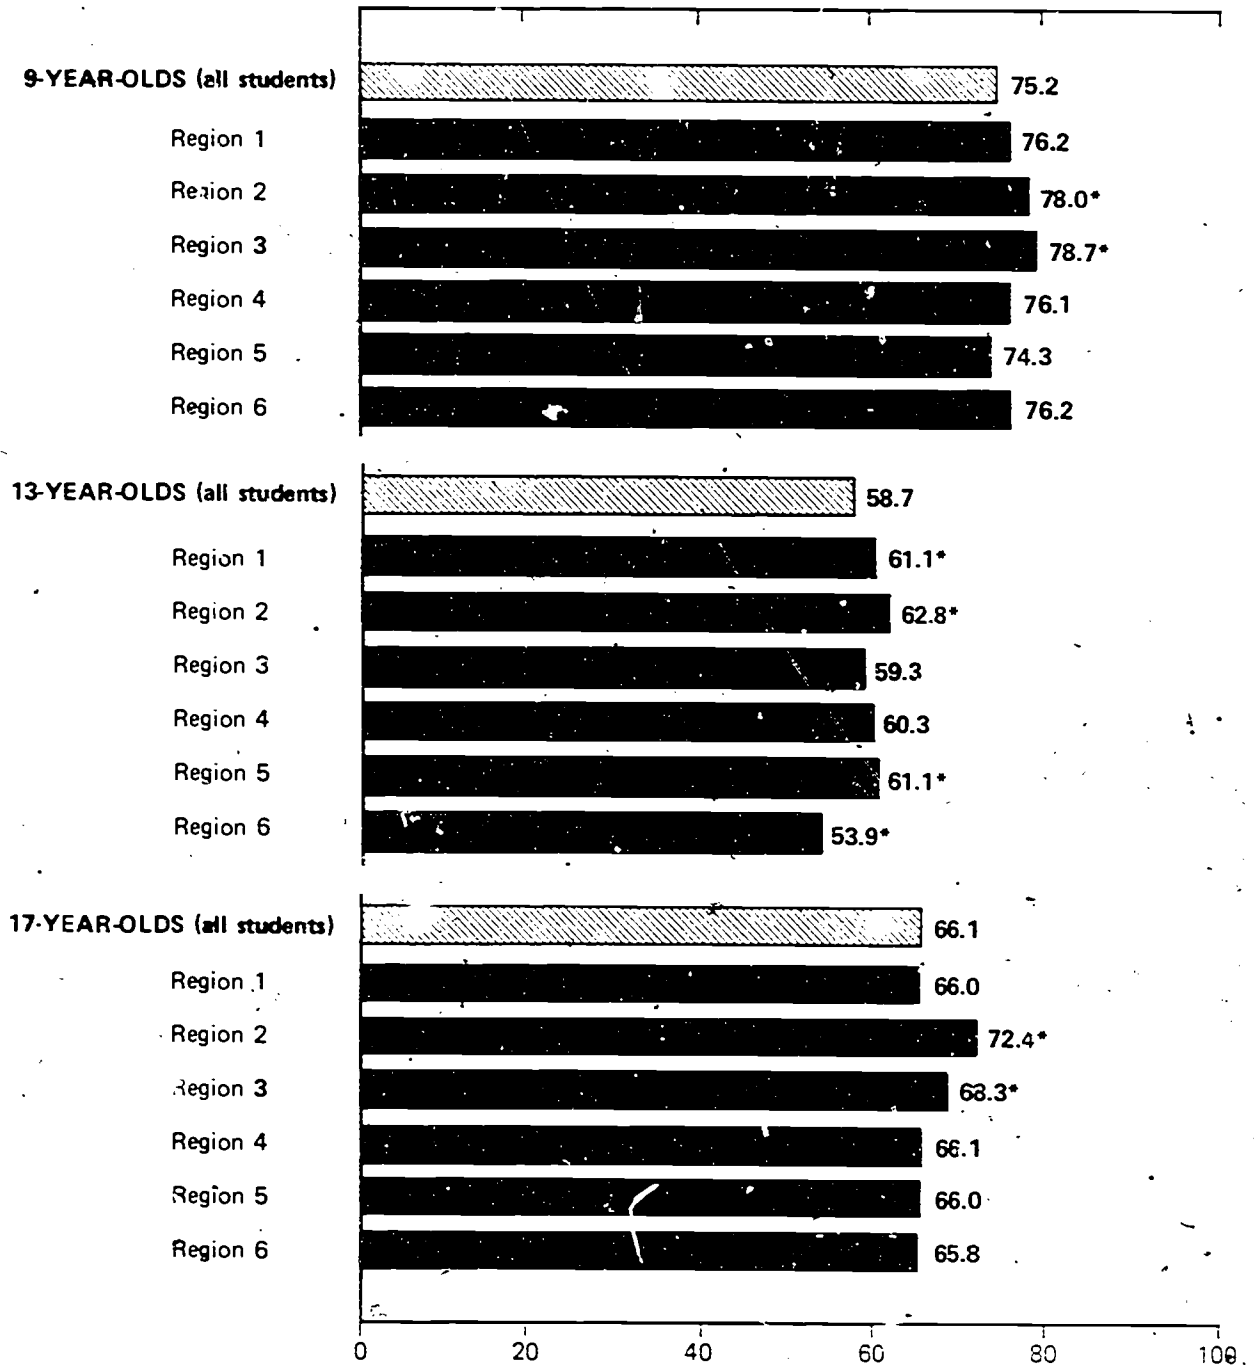 9-YEAR-OLDS (all students) 75.2
Region 1 76.2
Region 2 78.0*
Region 3 78.7*
Region 4 76.1
Region 5 74.3
Region 6 76.2
13-YEAR-OLDS (all students) 58.7
Region 1 61.1*
Region 2 62.8*
Region 3 59.3
Region 4 60.3
Region 5 61.1*
Region 6 53.9*
17-YEAR-OLDS (all students) 66.1
Region 1 66.0
Region 2 72.4*
Region 3 68.3*
Region 4 66.1
Region 5 66.0
Region 6 65.8
0 20 40 60 80 100